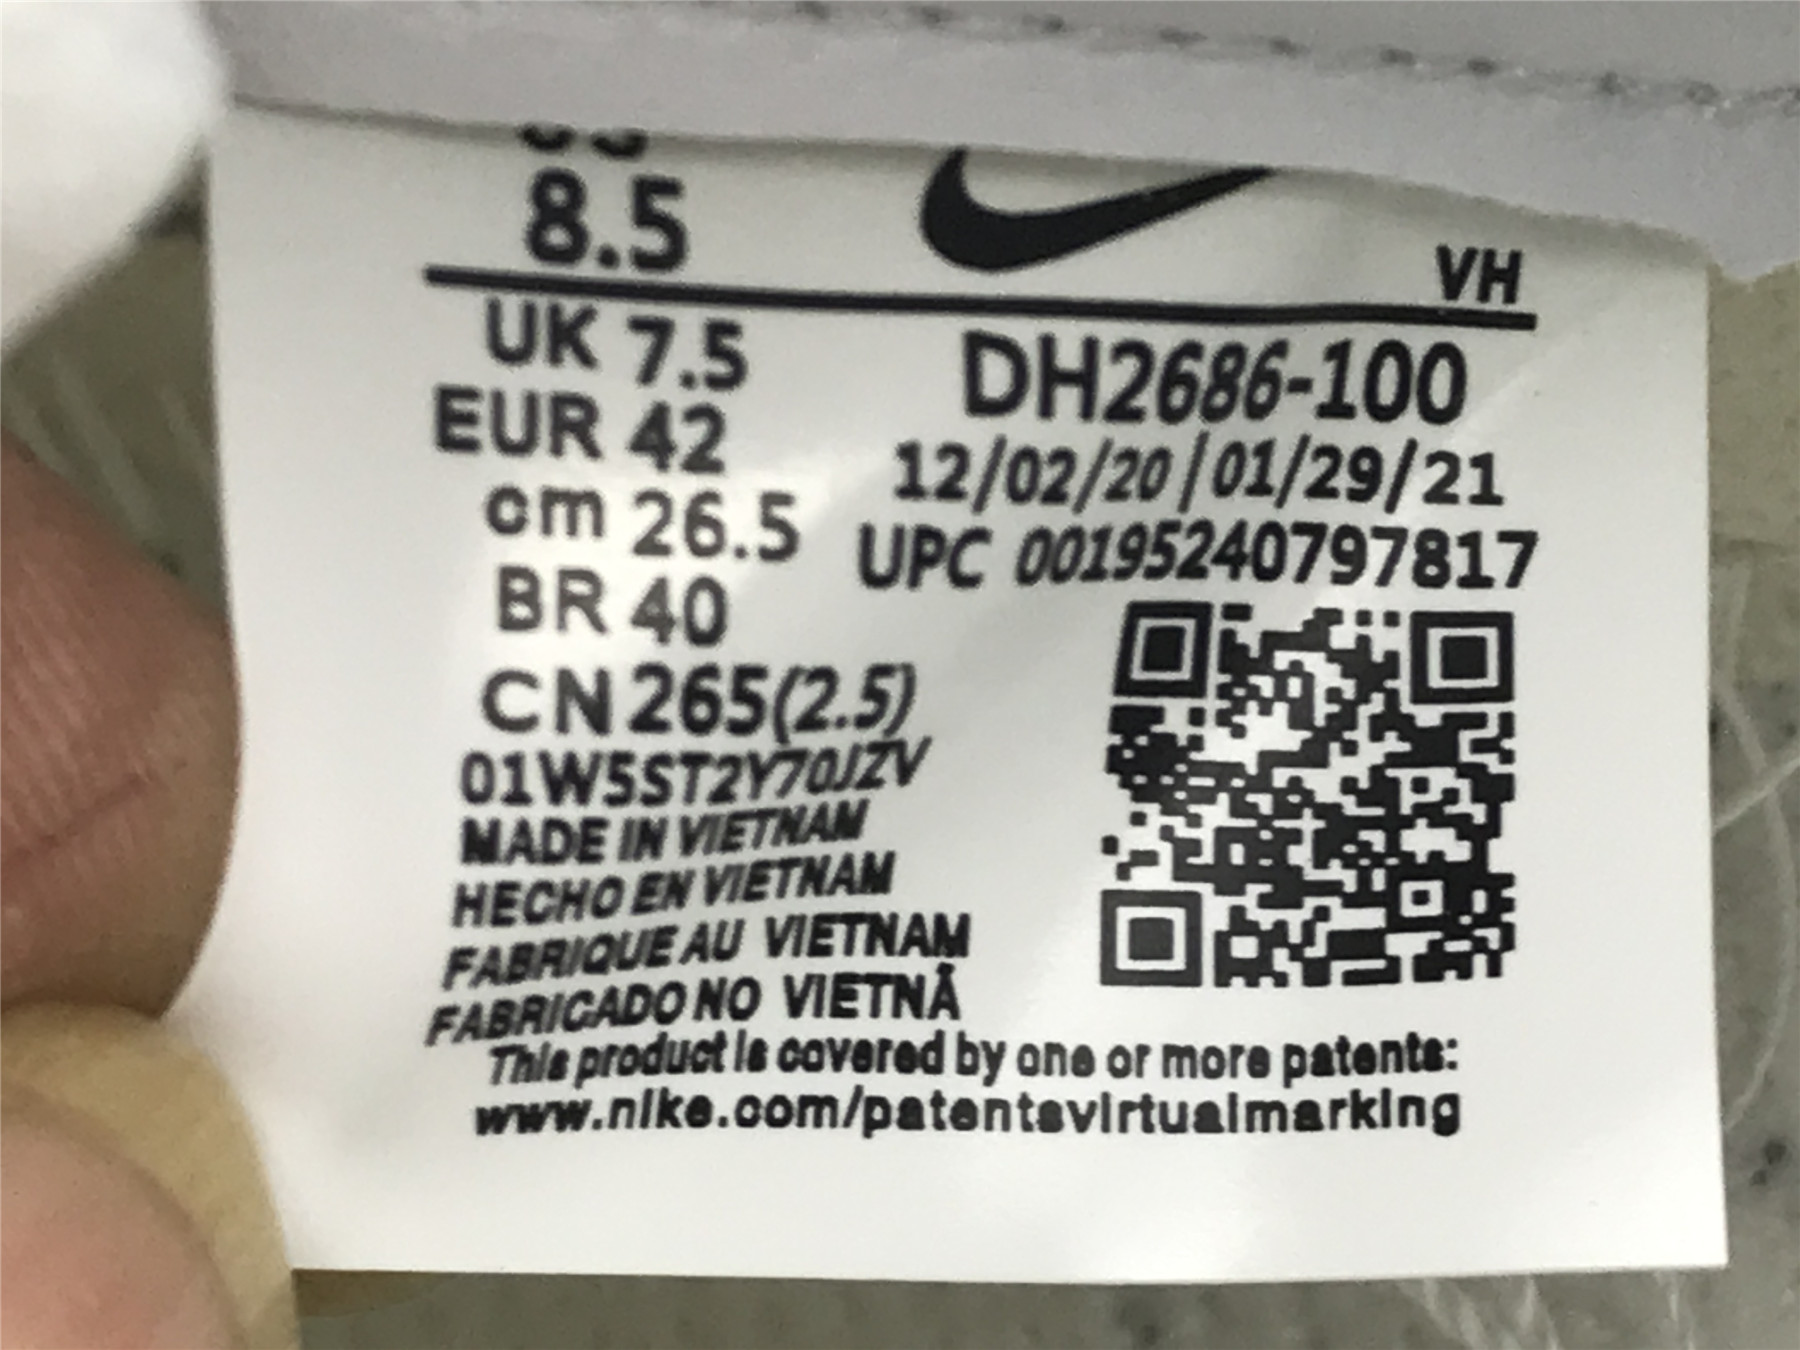 8.5
VH
UK 7.5
EUR 42
cm 26.5
BR 40
CN 265(2.5)
DH2686-100
12/02/20 | 01/29/21
UPC 00195240797817
01W5ST2Y70JZV
MADE IN VIETNAM
HECHO EN VIETNAM
FABRIQUE AU VIETNAM
FABRICADO NO VIETNÃ
This product is covered by one or more patents:
www.nike.com/patentsvirtualmarking